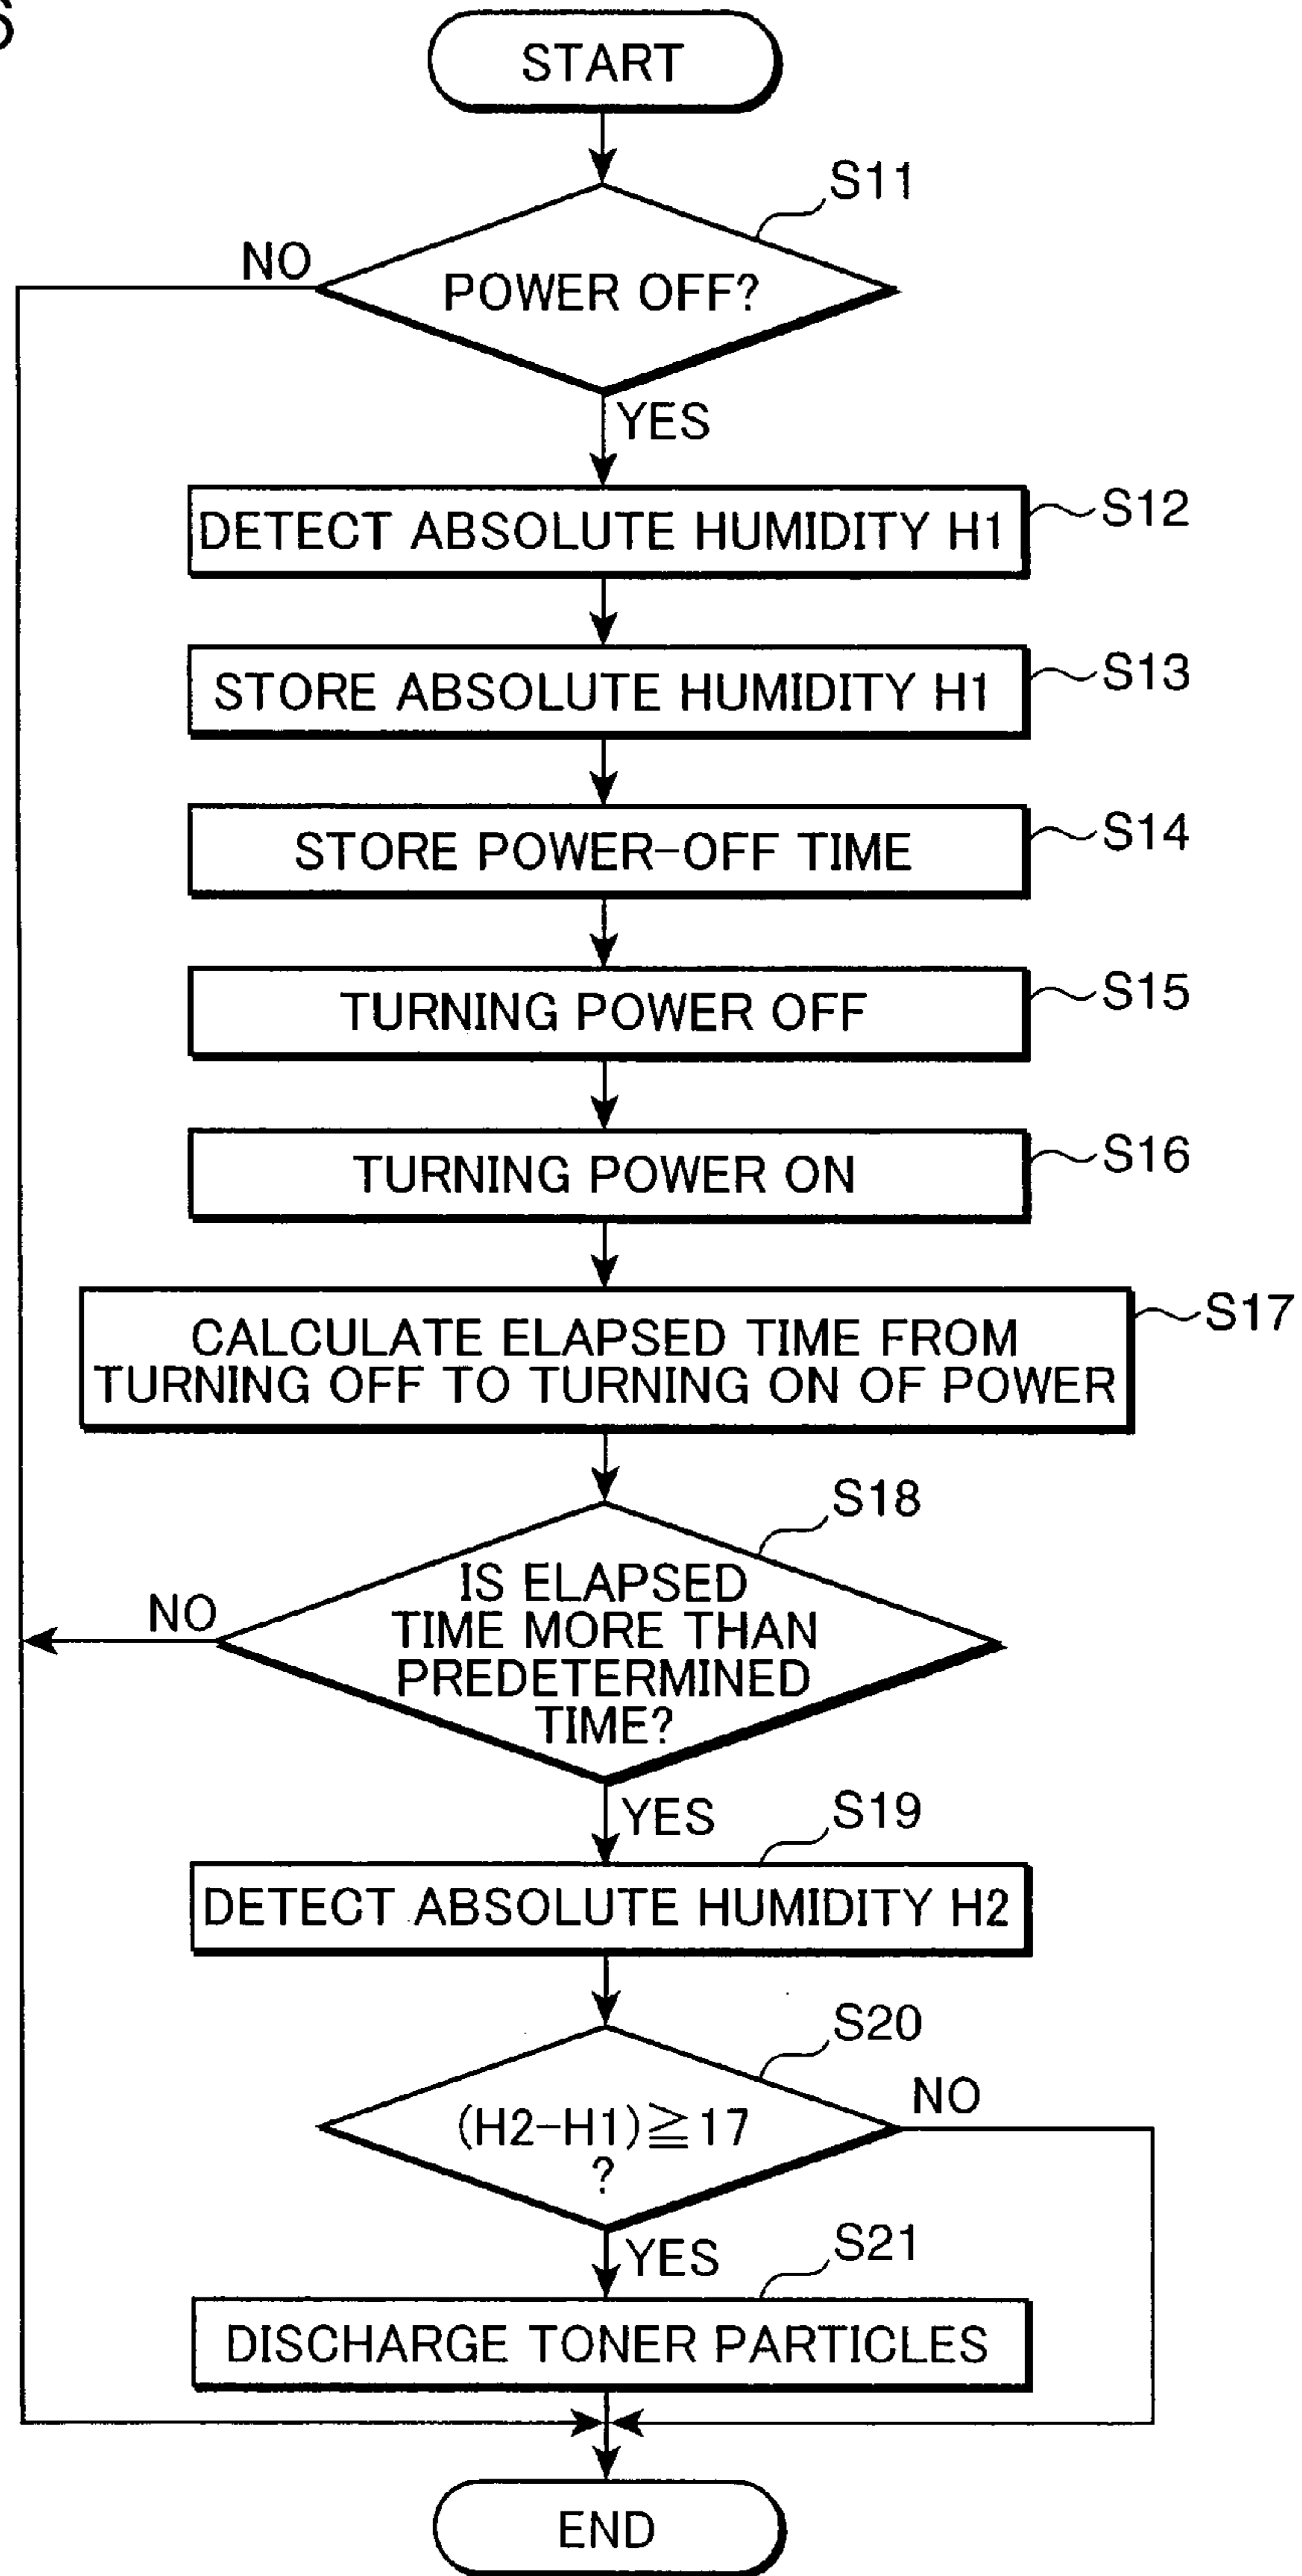 START
S11
NO
POWER OFF?
YES
DETECT ABSOLUTE HUMIDITY H1
S12
STORE ABSOLUTE HUMIDITY H1
S13
STORE POWER-OFF TIME
S14
TURNING POWER OFF
S15
TURNING POWER ON
S16
CALCULATE ELAPSED TIME FROM
TURNING OFF TO TURNING ON OF POWER
S17
S18
NO
IS ELAPSED
TIME MORE THAN
PREDETERMINED
TIME?
YES
S19
DETECT ABSOLUTE HUMIDITY H2
S20
NO
(H2-H1)≧17
?
YES
S21
DISCHARGE TONER PARTICLES
END